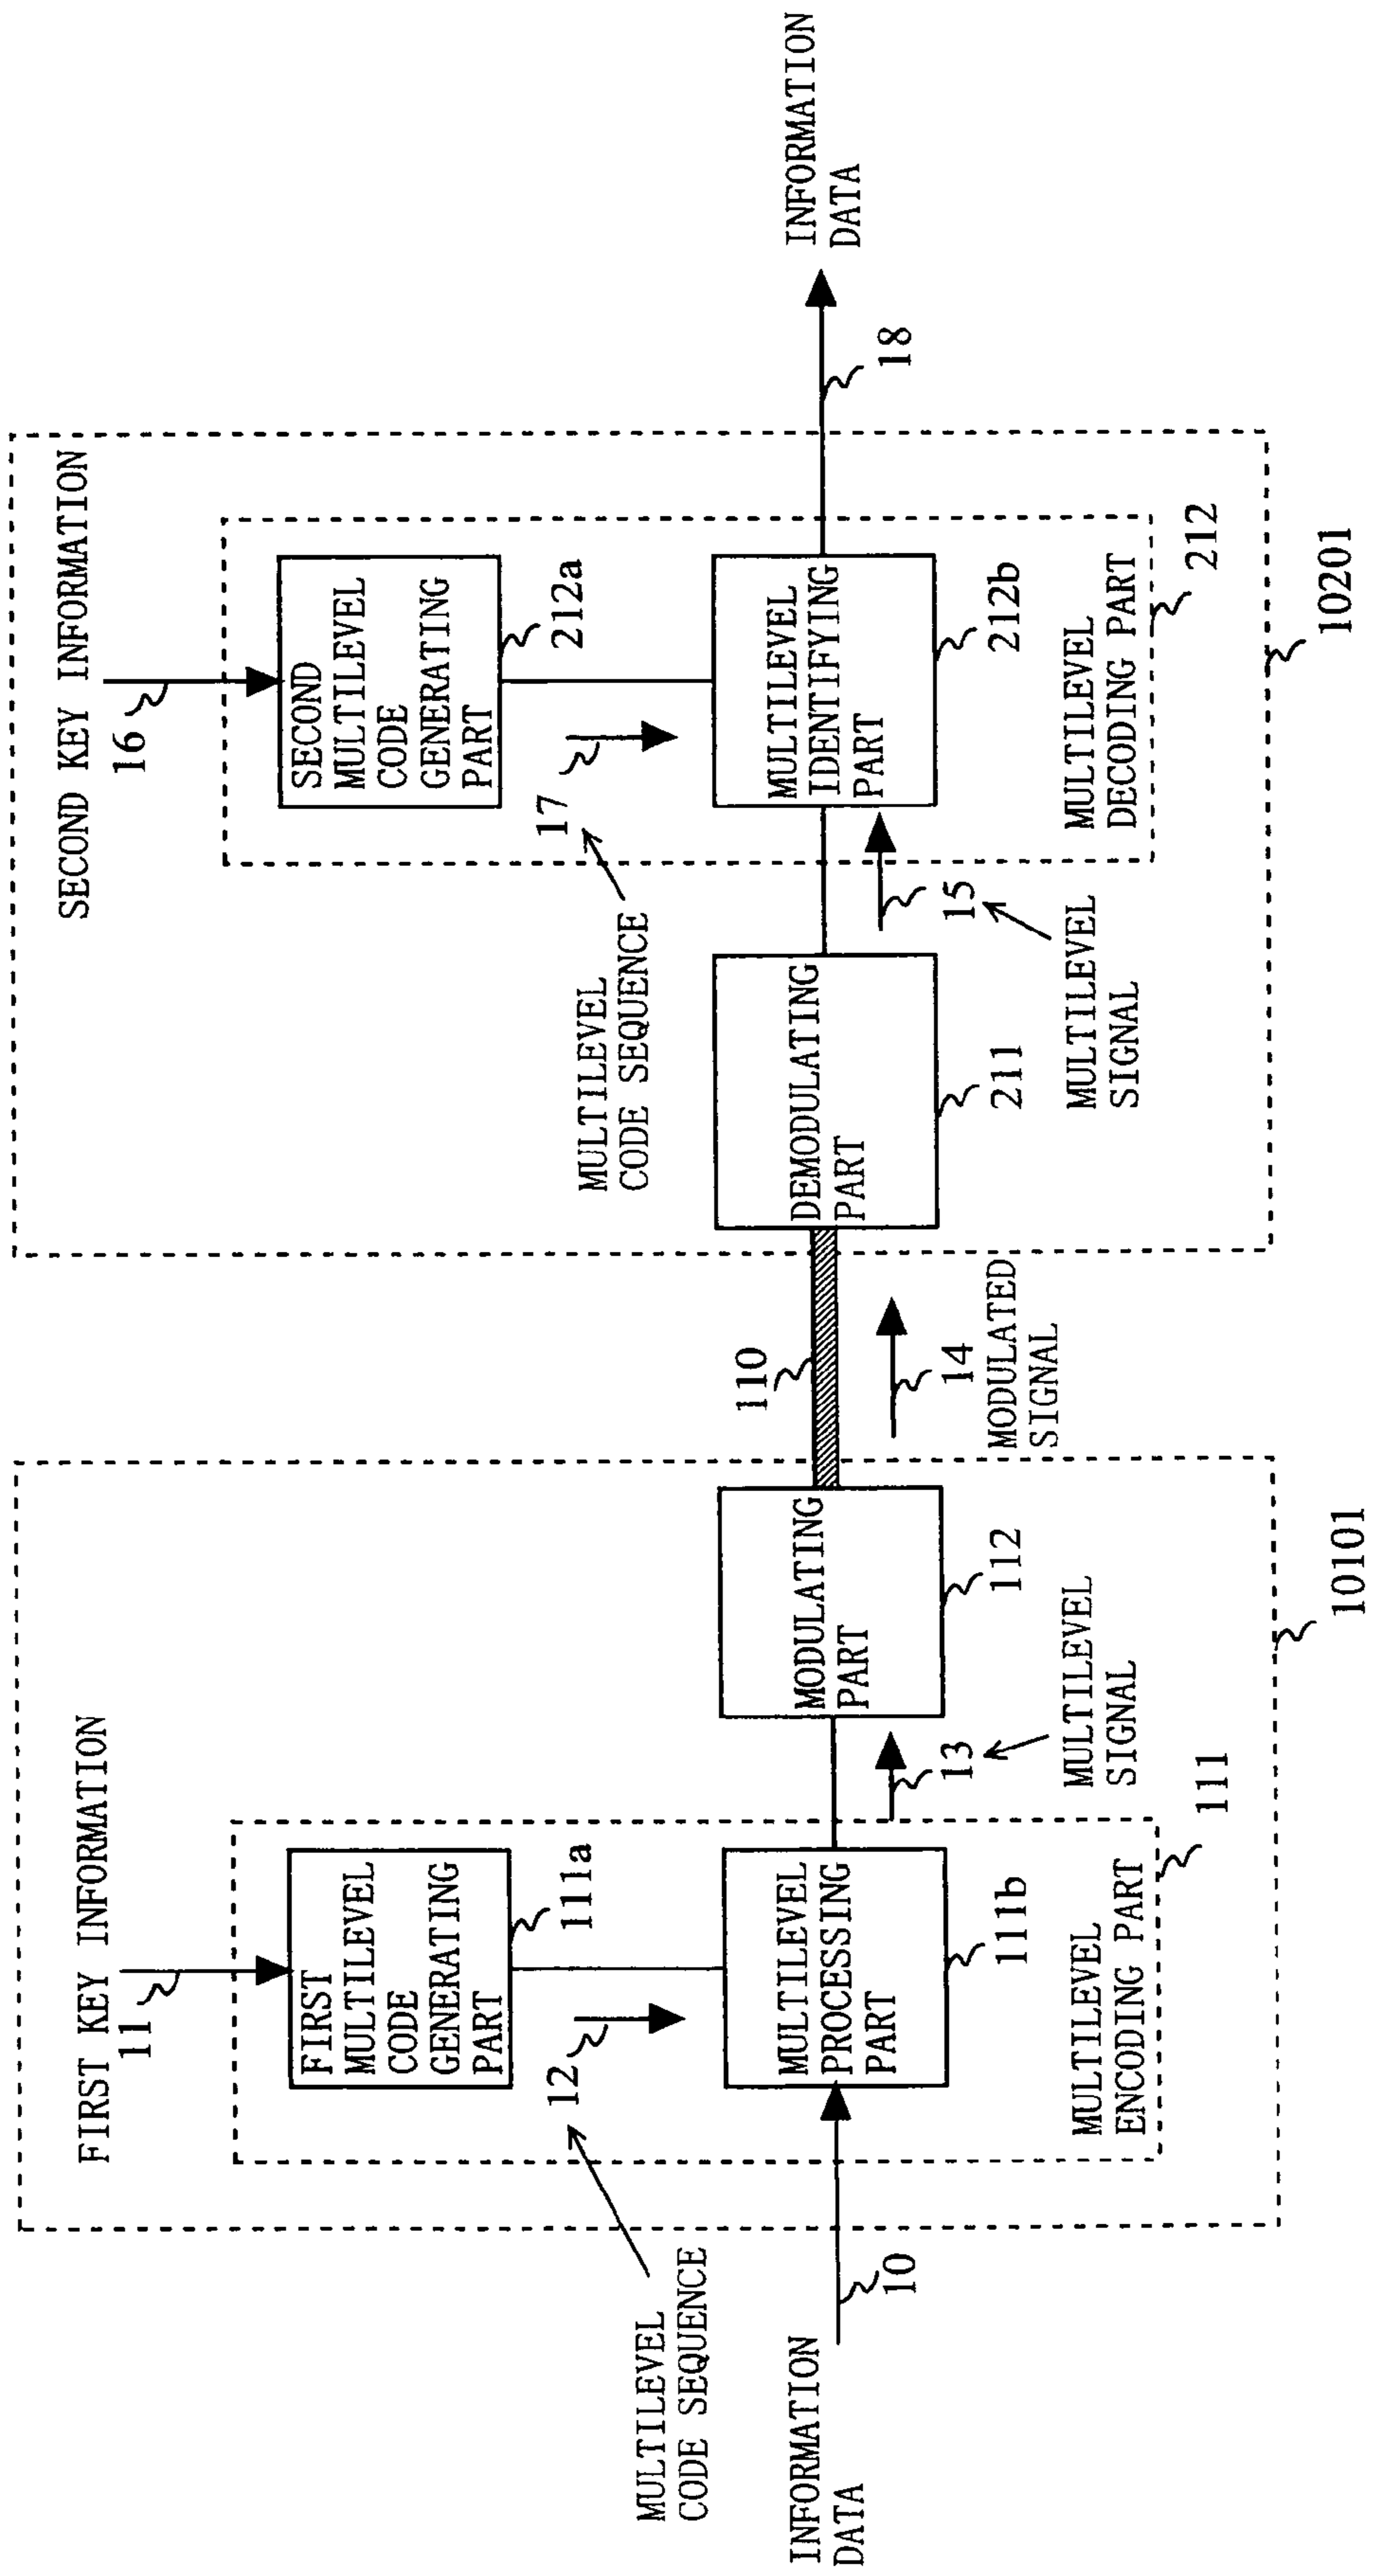 FIRST KEY INFORMATION
11
FIRST
MULTILEVEL
CODE
GENERATING
PART
111a
12
MULTILEVEL
CODE SEQUENCE
INFORMATION
DATA
10
MULTILEVEL
PROCESSING
PART
111b
MULTILEVEL
ENCODING PART
111
13
MULTILEVEL
SIGNAL
MODULATING
PART
112
10101
110
14
MODULATED
SIGNAL
SECOND KEY INFORMATION
16
SECOND
MULTILEVEL
CODE
GENERATING
PART
212a
17
MULTILEVEL
CODE SEQUENCE
DEMODULATING
PART
211
15
MULTILEVEL
SIGNAL
MULTILEVEL
IDENTIFYING
PART
212b
MULTILEVEL
DECODING PART
212
10201
18
INFORMATION
DATA